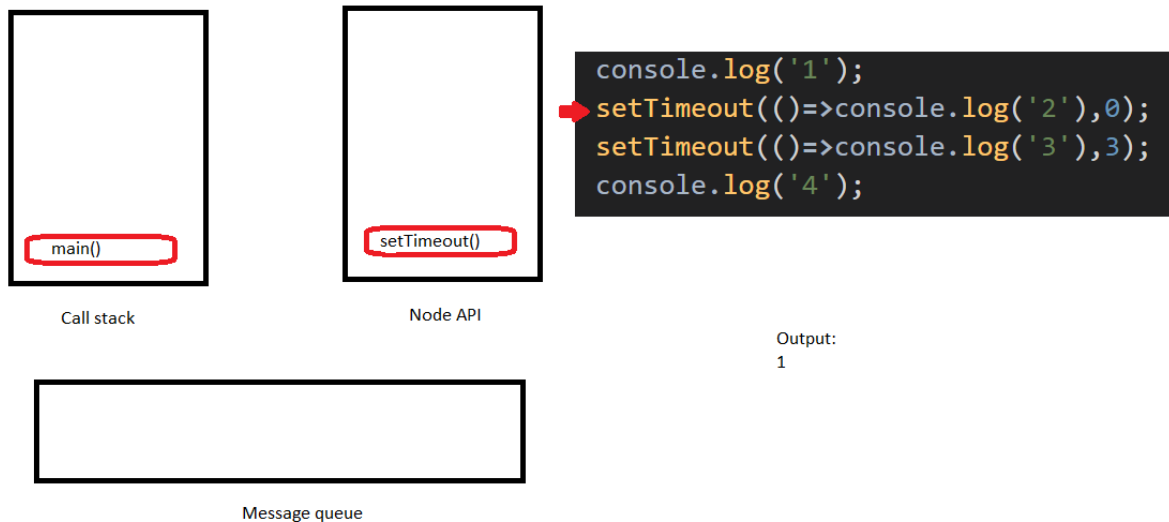 console.log('1');
setTimeout(()=>console.log('2'),0);
setTimeout(()=>console.log('3'),3);
console.log('4');
main()
setTimeout()
Call stack
Node API
Output:
1
Message queue